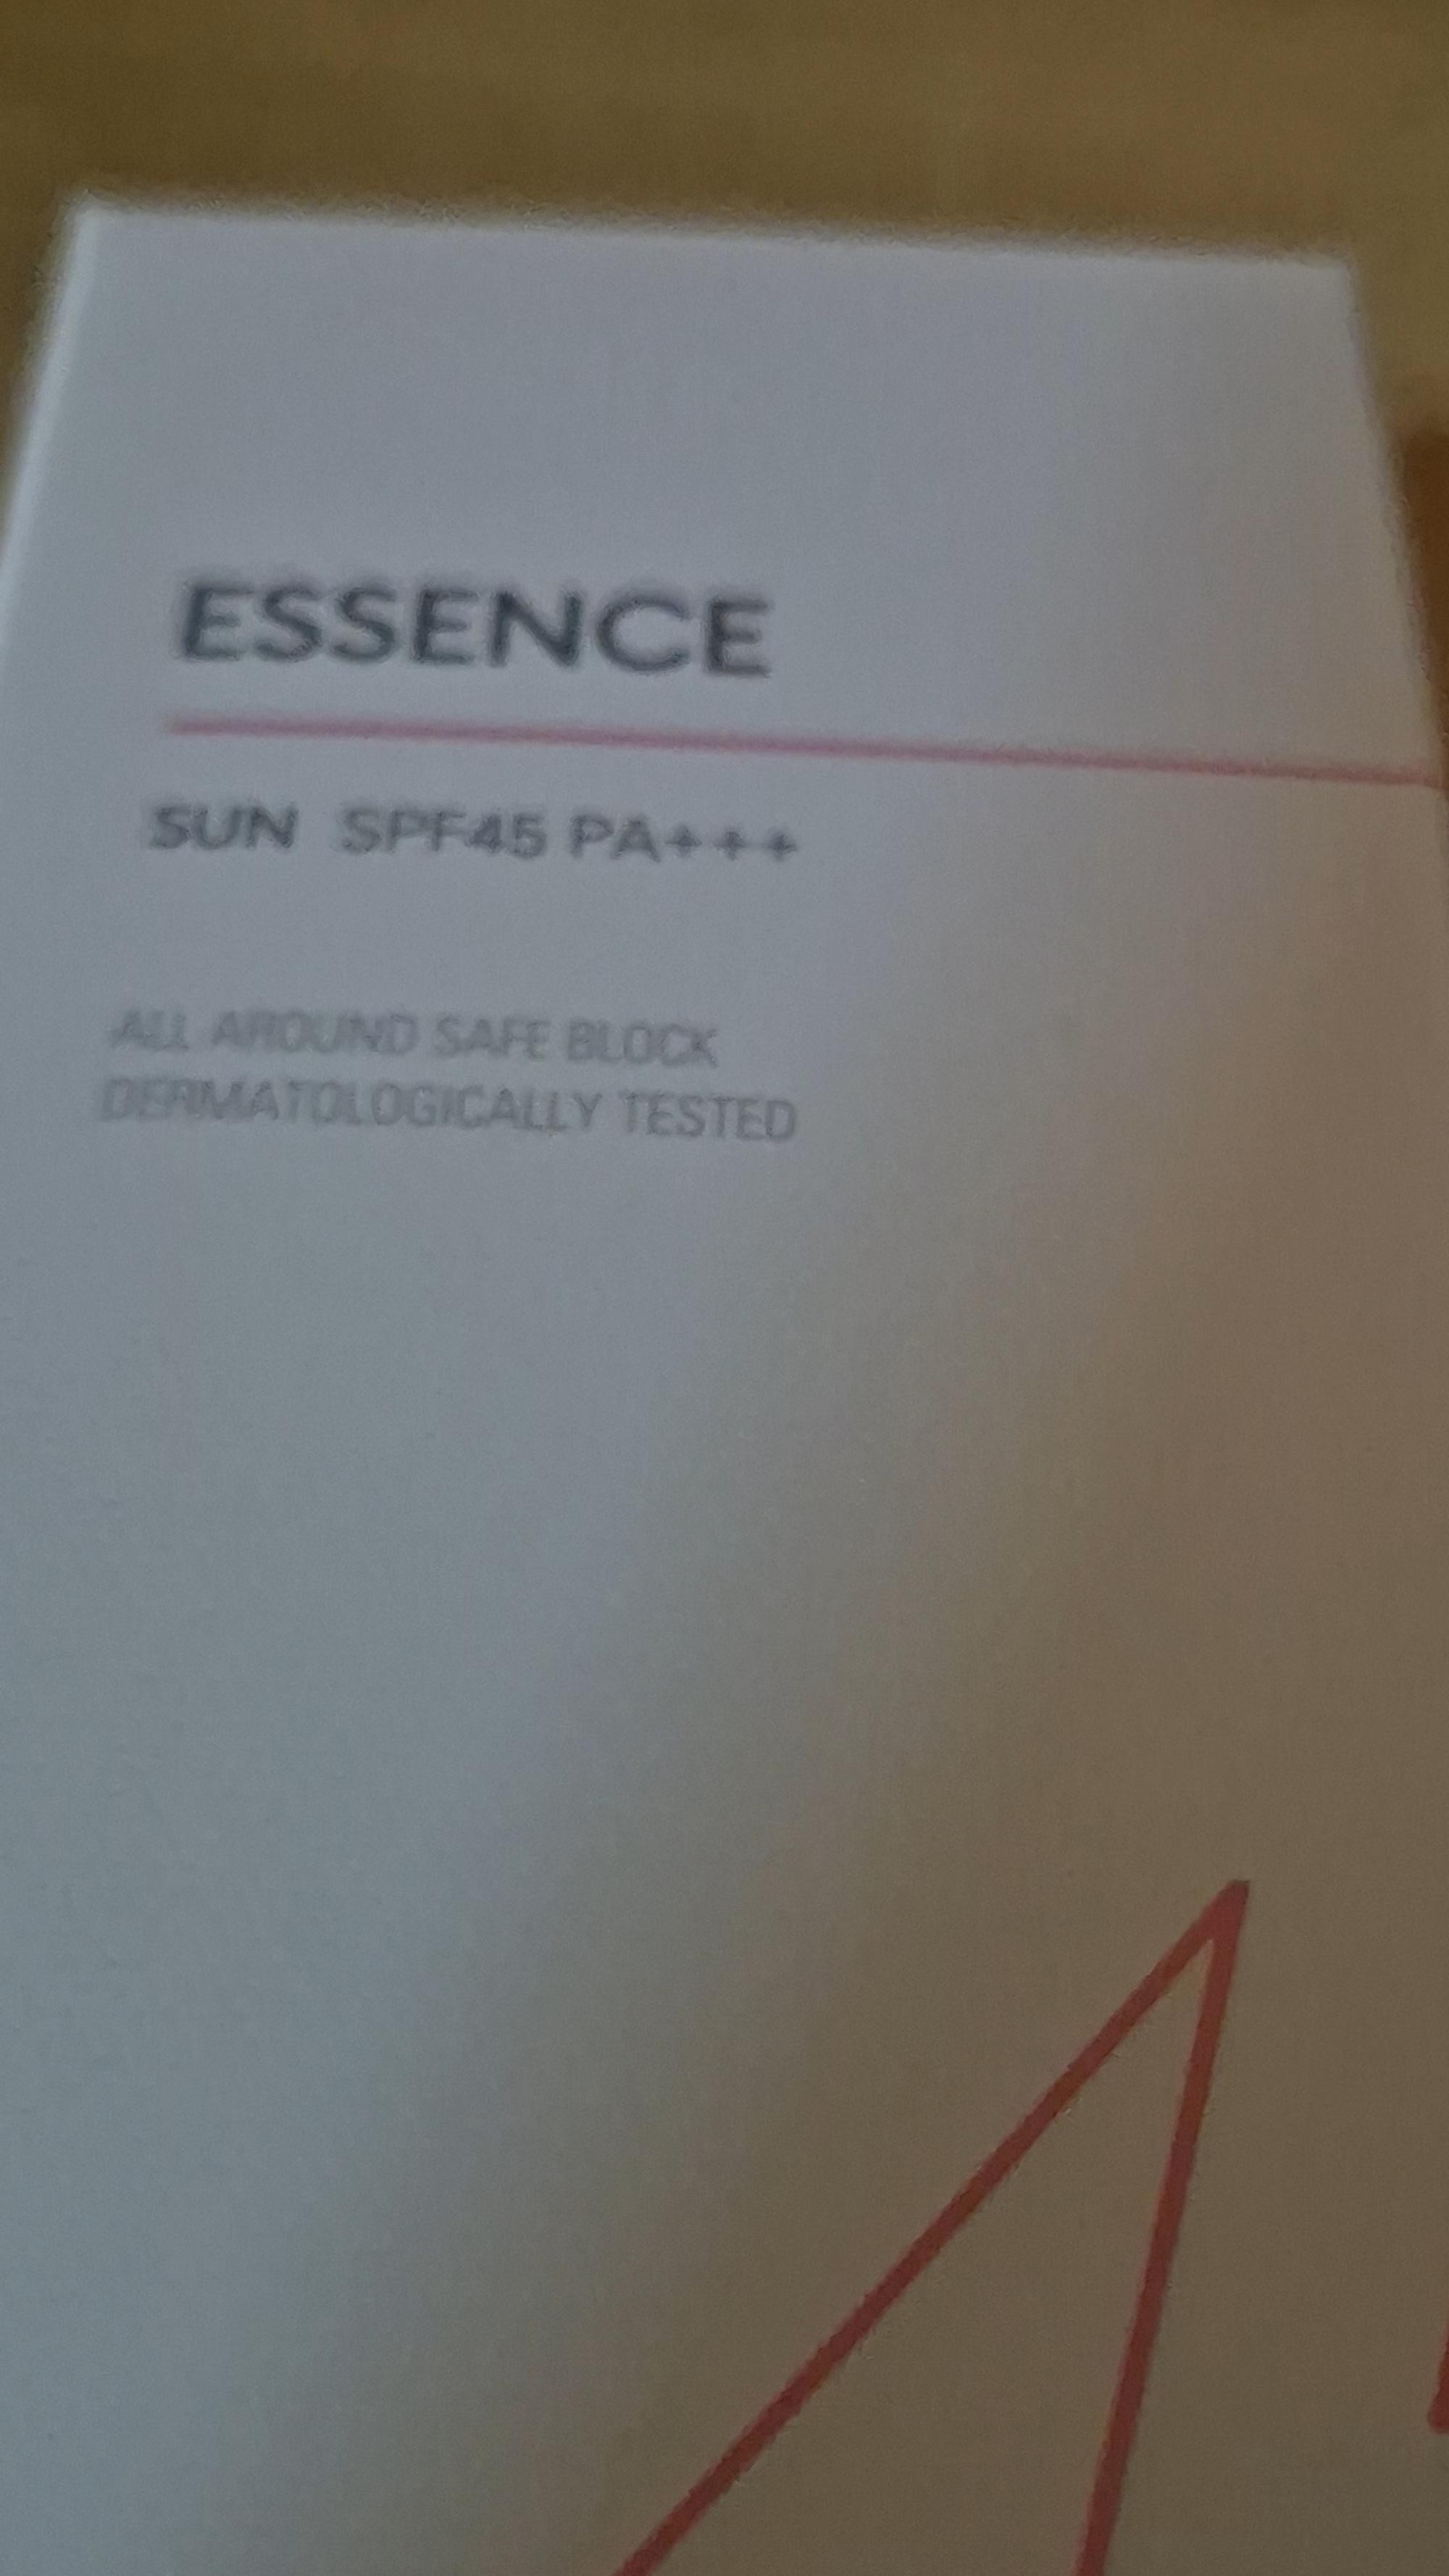 ESSENCE
SUN SPF45 PA+++
ALL AROUND SAFE BLOCK
DERMATOLOGICALLY TESTED